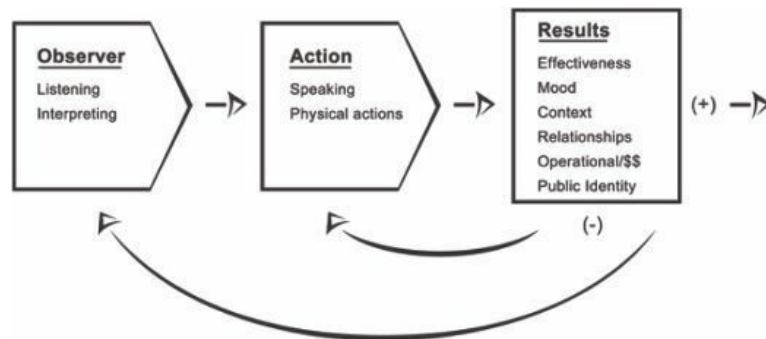 Observer
Listening
Interpreting
Action
Speaking
Physical actions
Results
Effectiveness
Mood
Context
Relationships
Operational/$$
Public Identity
(+)
(-)